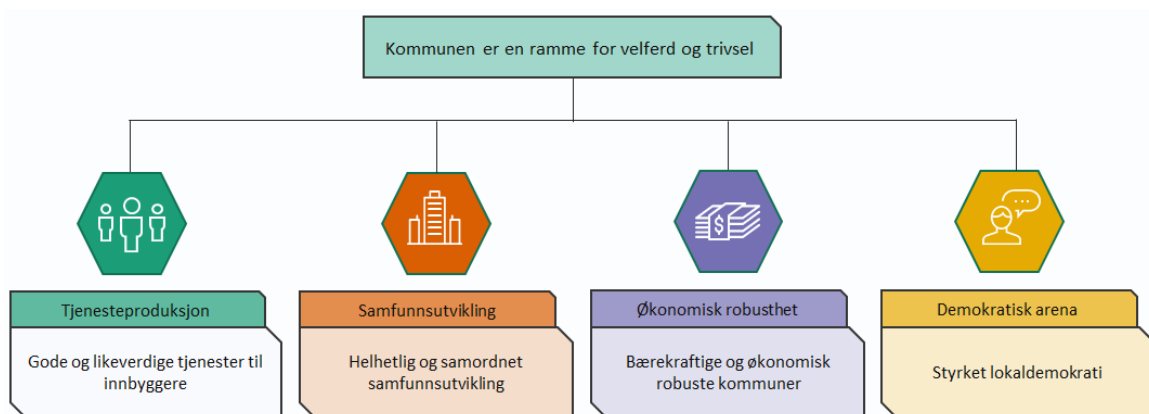 Kommunen er en ramme for velferd og trivsel
Tjenesteproduksjon
Gode og likeverdige tjenester til
innbyggere
Samfunnsutvikling
Helhetlig og samordnet
samfunnsutvikling
Økonomisk robusthet
Bærekraftige og økonomisk
robuste kommuner
Demokratisk arena
Styrket lokaldemokrati